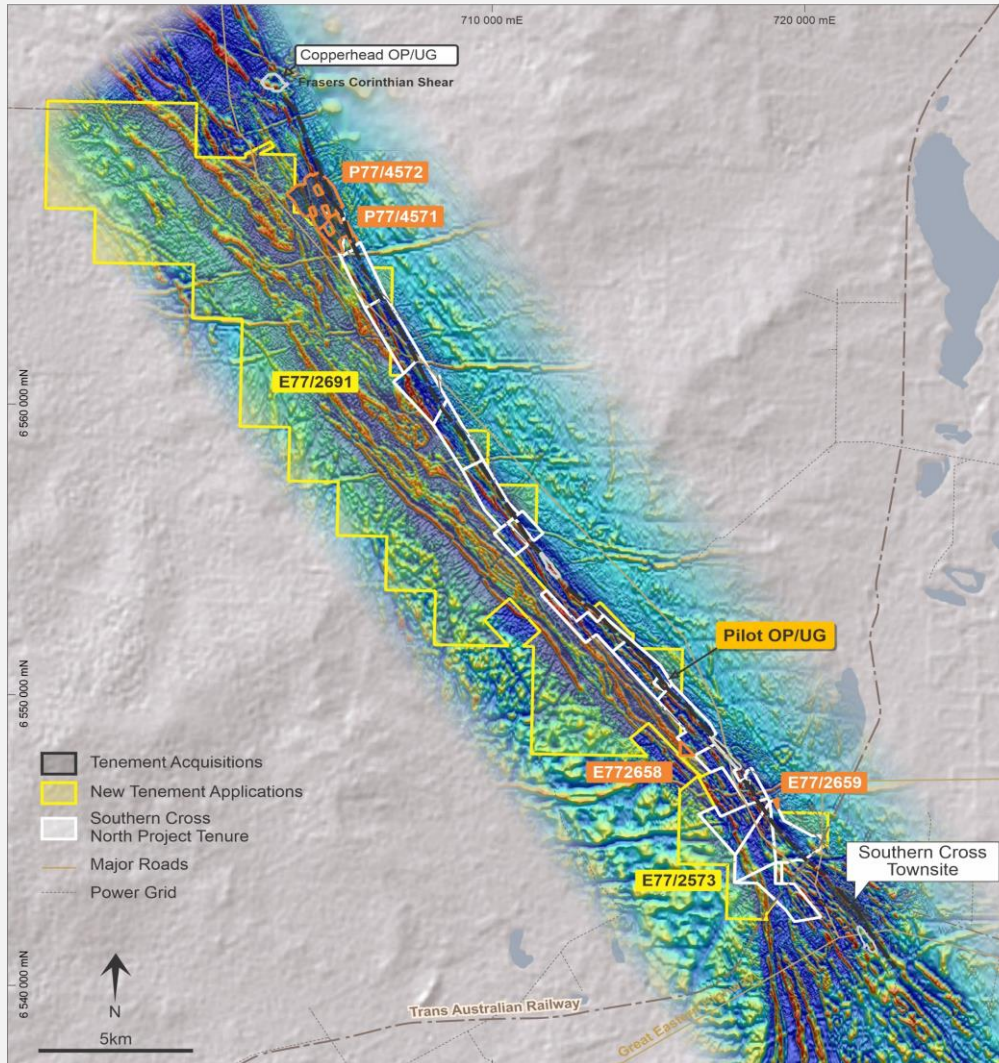 710 000 mE
720 000 mE
Copperhead OP/UG
Frasers Corinthian Shear
P77/4572
P77/4571
E77/2691
6 560 000 mN
Pilot OP/UG
6 550 000 mN
Tenement Acquisitions
New Tenement Applications
Southern Cross
North Project Tenure
Major Roads
Power Grid
E772658
E77/2659
Southern Cross
Townsite
E77/2573
6 540 000 mN
N
5km
Trans Australian Railway
Great Eastern